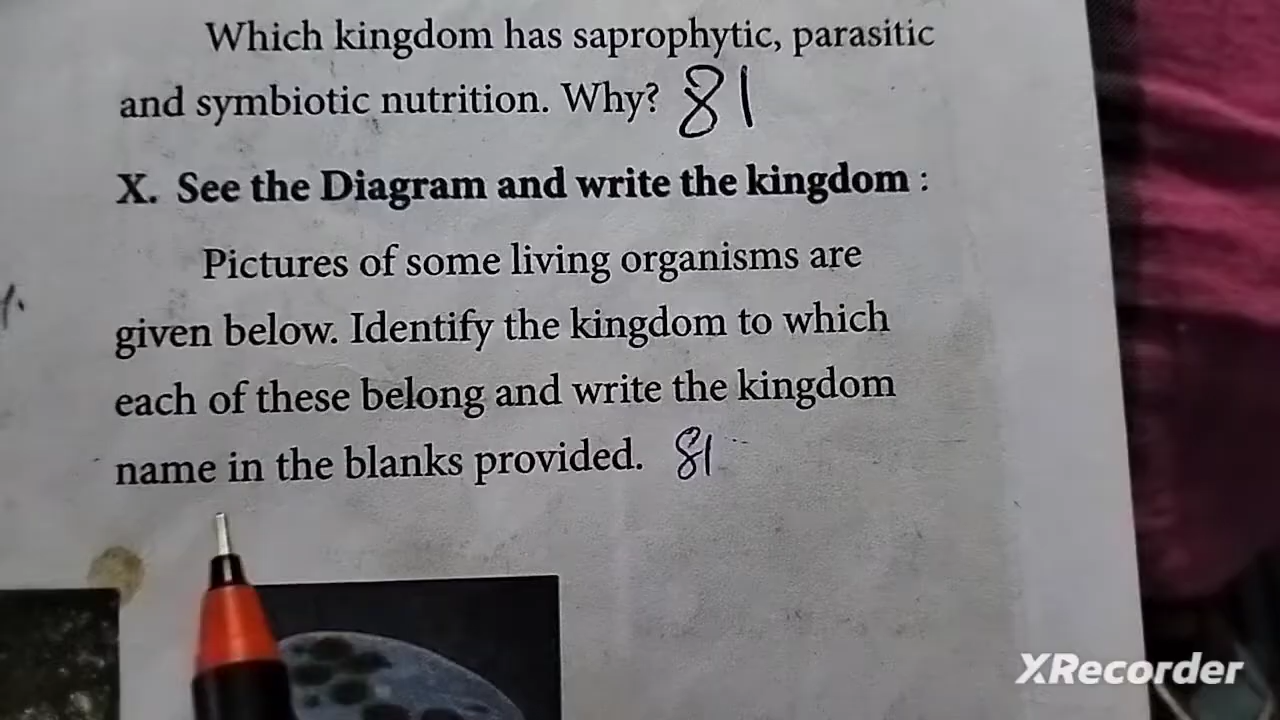 Which kingdom has saprophytic, parasitic
and symbiotic nutrition. Why? 81
X. See the Diagram and write the kingdom :
Pictures of some living organisms are
given below. Identify the kingdom to which
each of these belong and write the kingdom
name in the blanks provided. 81
XRecorder